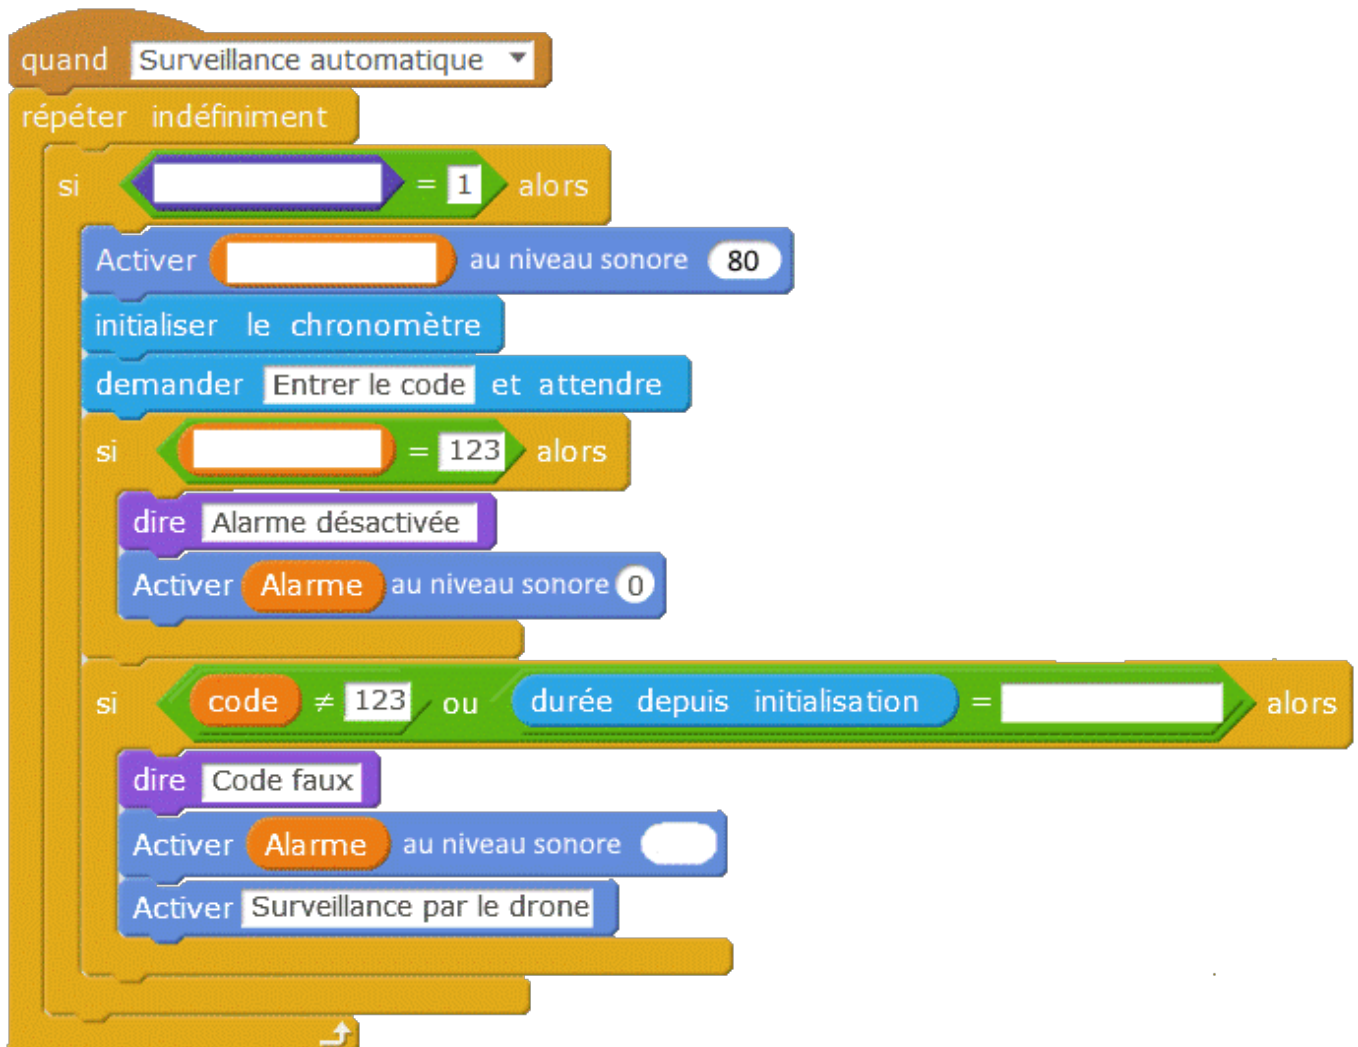 quand Surveillance automatique
répéter indéfiniment
si = 1 alors
Activer au niveau sonore 80
initialiser le chronomètre
demander Entrer le code et attendre
si = 123 alors
dire Alarme désactivée
Activer Alarme au niveau sonore 0
si code ≠ 123 ou durée depuis initialisation = alors
dire Code faux
Activer Alarme au niveau sonore
Activer Surveillance par le drone